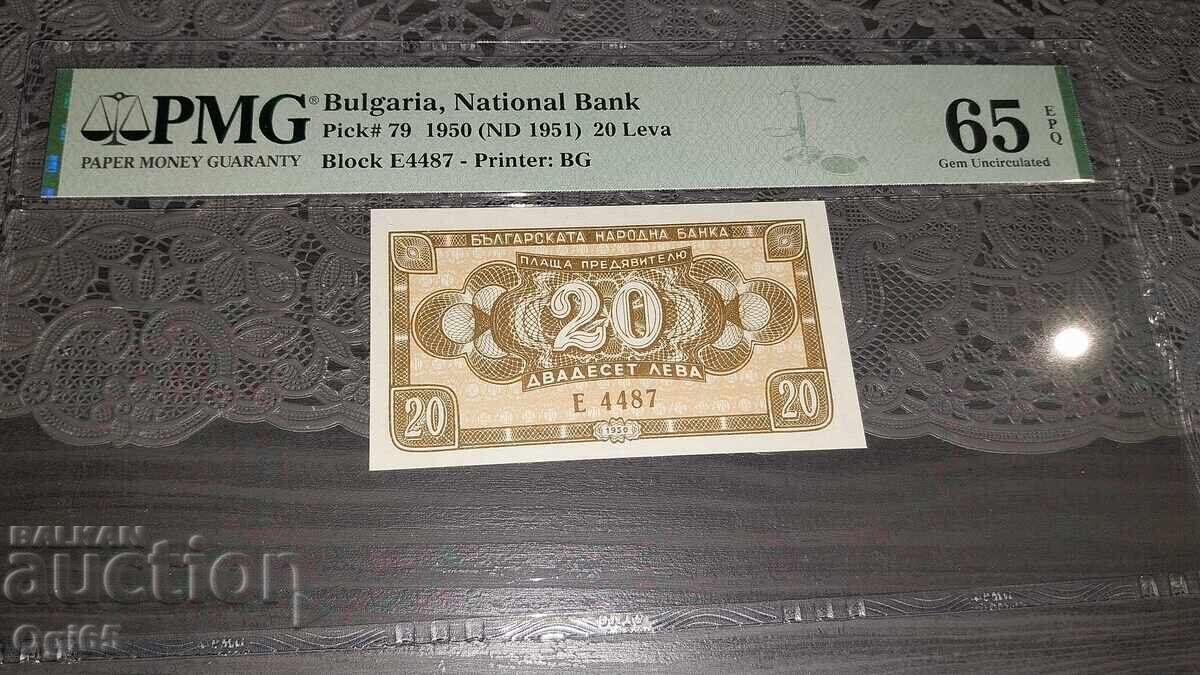 PMG®
PAPER MONEY GUARANTY
Bulgaria, National Bank
Pick# 79 1950 (ND 1951) 20 Leva
Block E4487 - Printer: BG
65
EPQ
Gem Uncirculated
БЪЛГАРСКАТА НАРОДНА БАНКА
ПЛАЩА ПРЕДЯВИТЕЛЮ
20
ДВАДЕСЕТ ЛЕВА
Е 4487
20
20
1950
BALKAN
auction
Ogi65